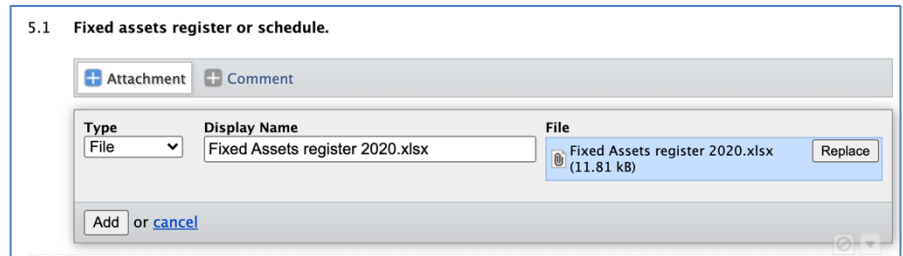 5.1 Fixed assets register or schedule.
Attachment Comment
Type Display Name File
File Fixed Assets register 2020.xlsx Fixed Assets register 2020.xlsx Replace
(11.81 kB)
Add or cancel